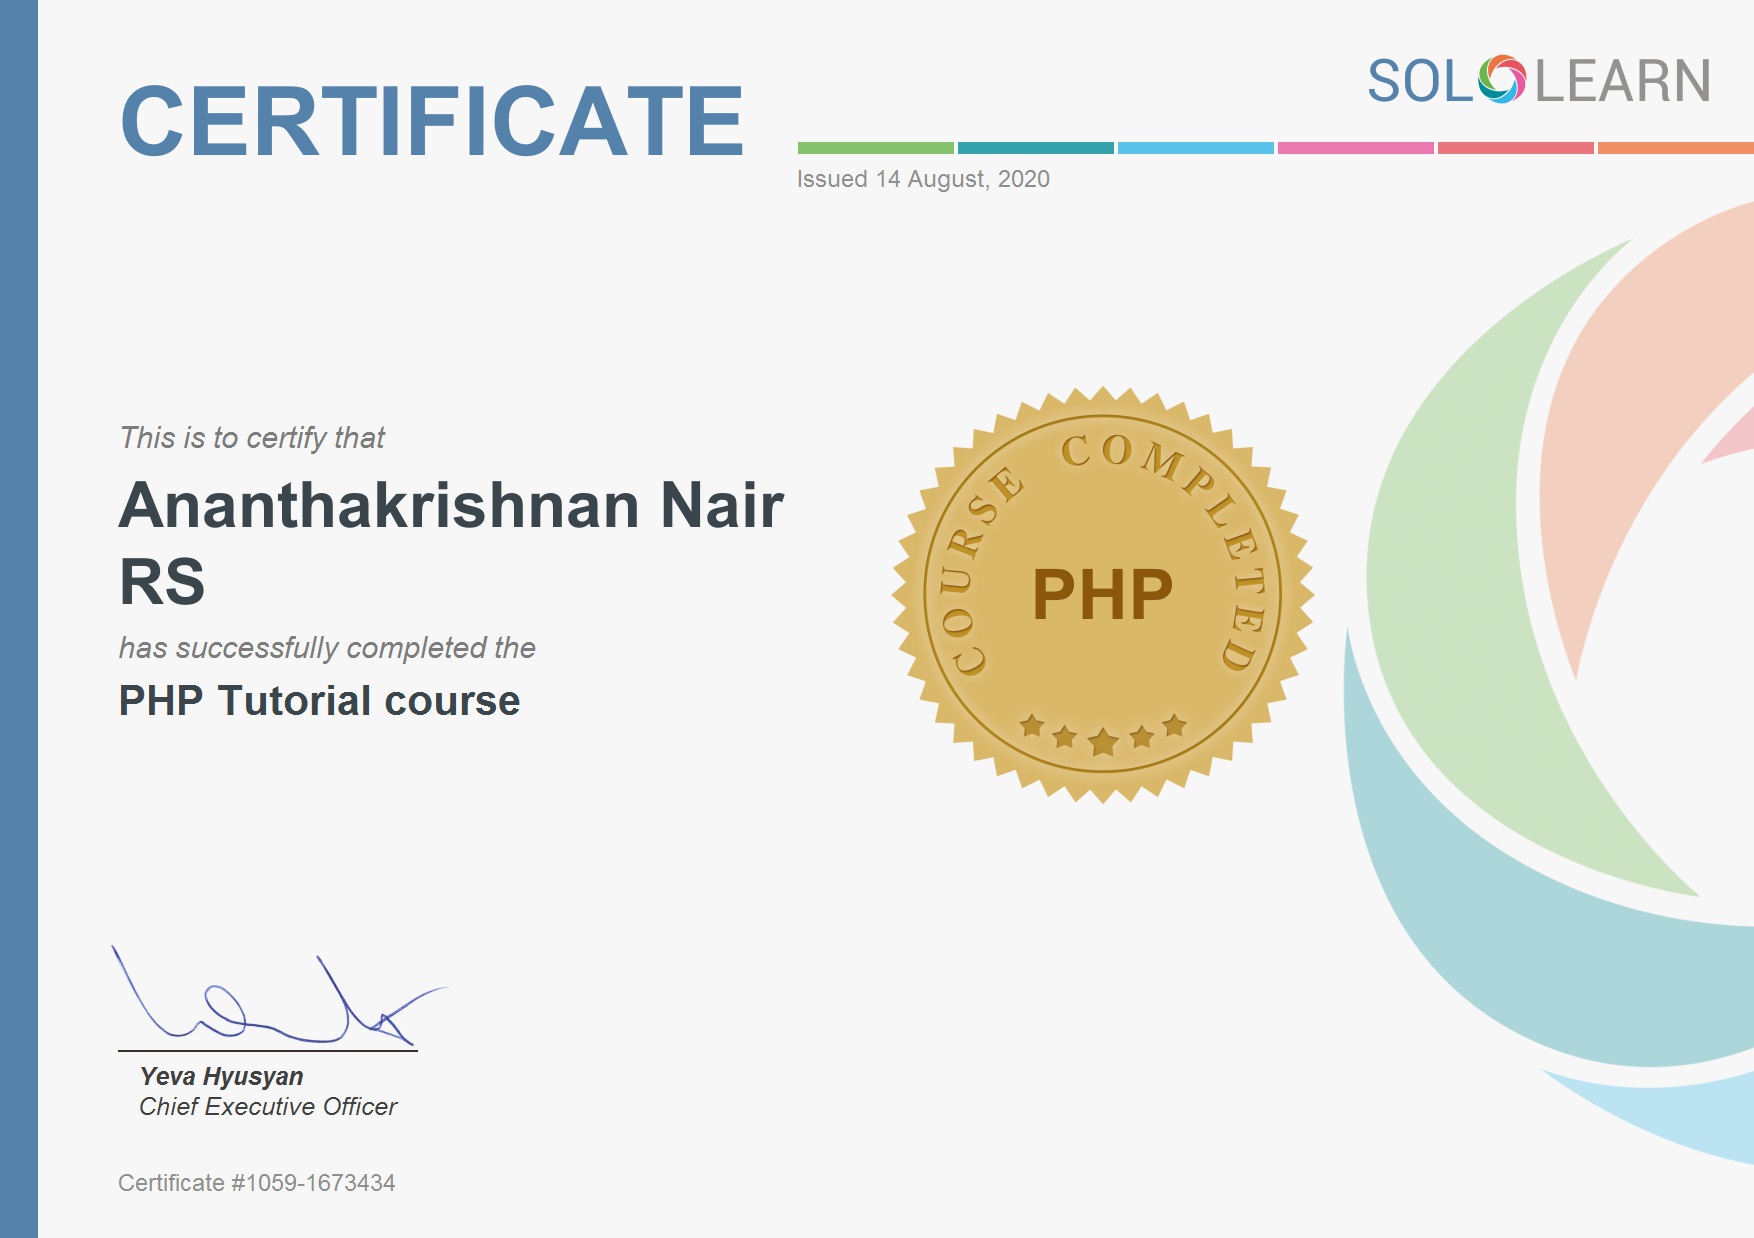 CERTIFICATE
SOLOLEARN
Issued 14 August, 2020
This is to certify that
Ananthakrishnan Nair
RS
has successfully completed the
PHP Tutorial course
COURSE COMPLETED
PHP
Yeva Hyusyan
Chief Executive Officer
Certificate #1059-1673434